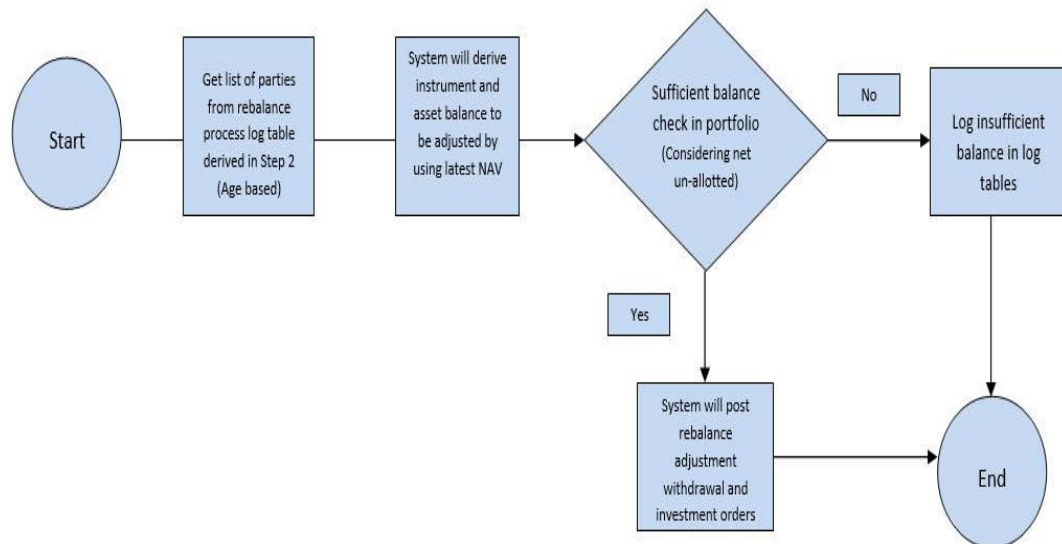 Start
Get list of parties
from rebalance
process log table
derived in Step 2
(Age based)
System will derive
instrument and
asset balance to
be adjusted by
using latest NAV
Sufficient balance
check in portfolio
(Considering net
un-allotted)
No
Log insufficient
balance in log
tables
Yes
System will post
rebalance
adjustment
withdrawal and
investment orders
End